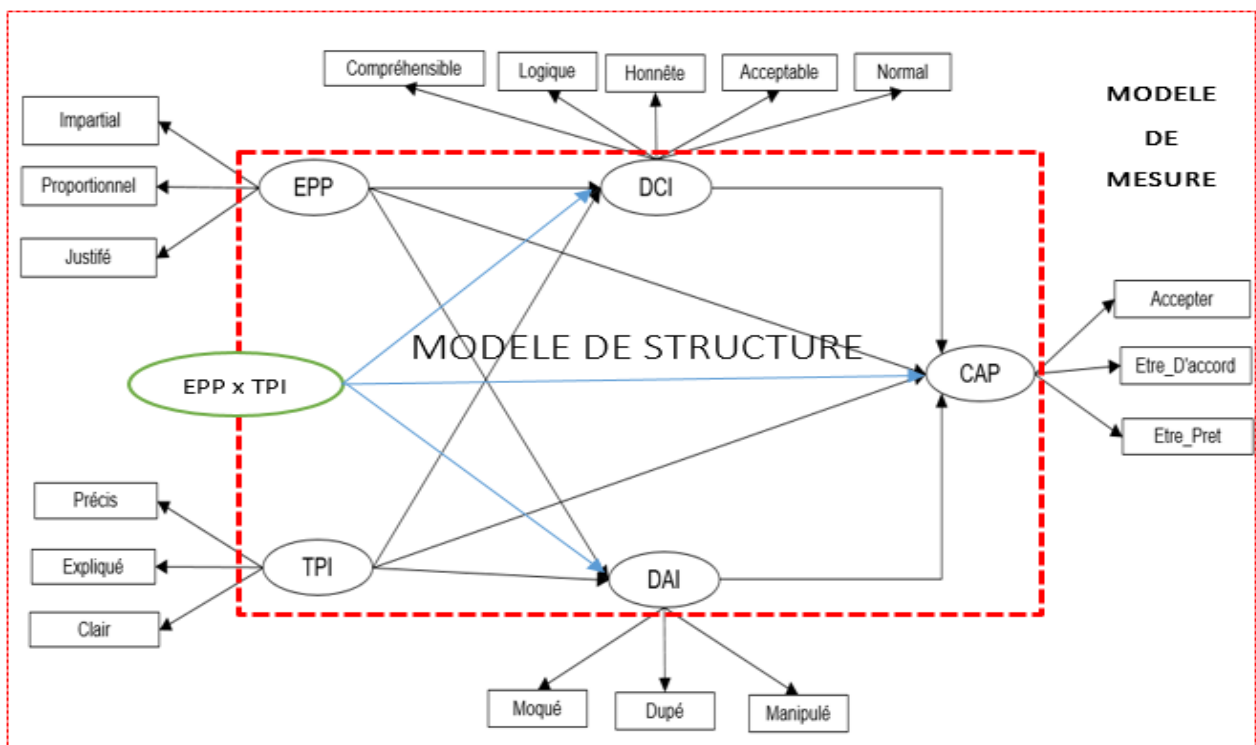 Compréhensible
Logique
Honnête
Acceptable
Normal
MODELE
DE
MESURE
Impartial
Proportionnel
Justifé
EPP
DCI
MODELE DE STRUCTURE
EPP x TPI
CAP
Accepter
Etre_D'accord
Etre_Pret
Précis
Expliqué
Clair
TPI
DAI
Moqué
Dupé
Manipulé